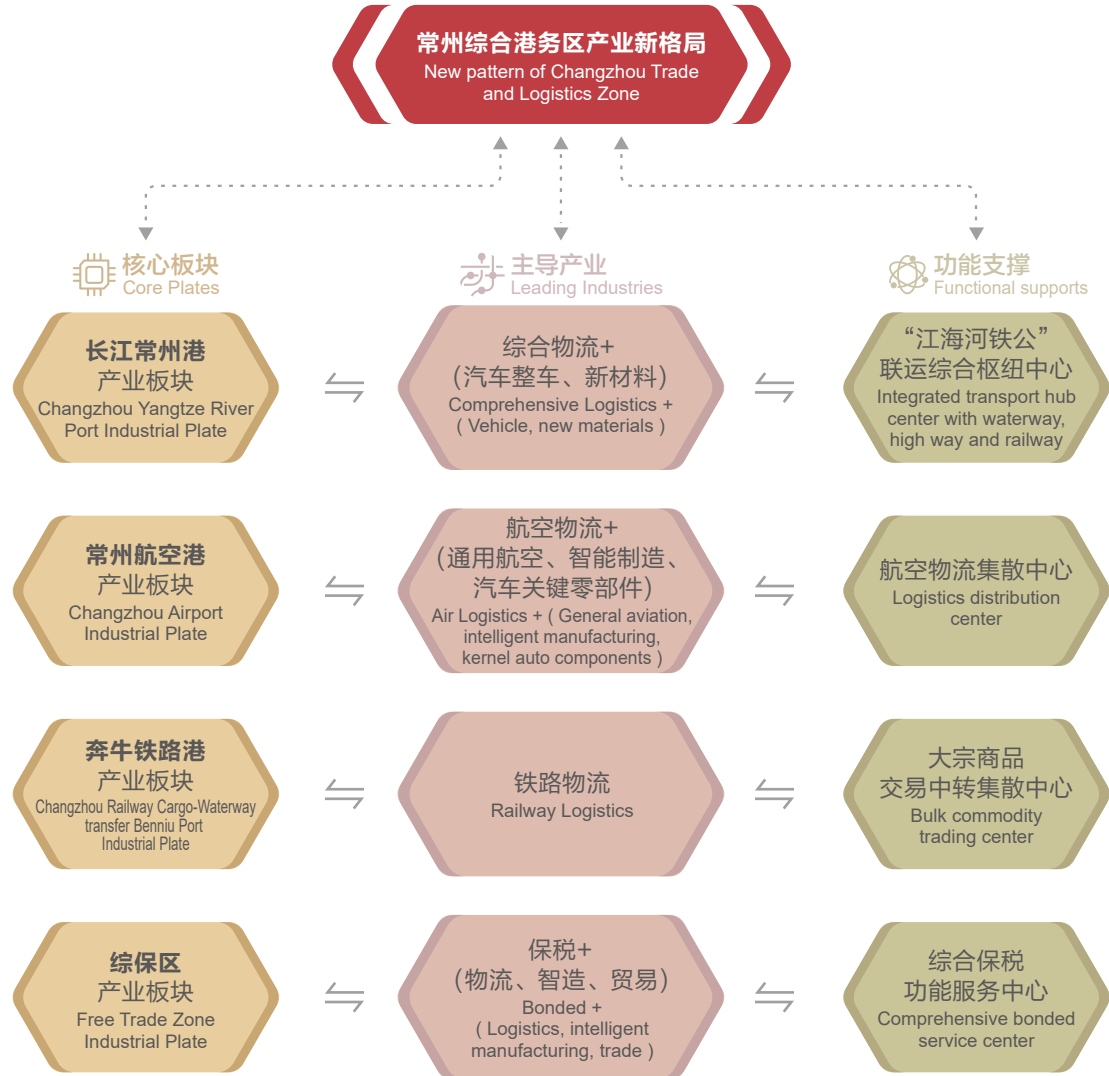 常州综合港务区产业新格局
New pattern of Changzhou Trade
and Logistics Zone
核心板块
Core Plates
主导产业
Leading Industries
功能支撑
Functional supports
长江常州港
产业板块
Changzhou Yangtze River
Port Industrial Plate
综合物流+
(汽车整车、新材料)
Comprehensive Logistics +
( Vehicle, new materials )
“江海河铁公”
联运综合枢纽中心
Integrated transport hub
center with waterway,
high way and railway
常州航空港
产业板块
Changzhou Airport
Industrial Plate
航空物流+
(通用航空、智能制造、
汽车关键零部件)
Air Logistics + ( General aviation,
intelligent manufacturing,
kernel auto components )
航空物流集散中心
Logistics distribution
center
奔牛铁路港
产业板块
Changzhou Railway Cargo-Waterway
transfer Benniu Port
Industrial Plate
铁路物流
Railway Logistics
大宗商品
交易中转集散中心
Bulk commodity
trading center
综保区
产业板块
Free Trade Zone
Industrial Plate
保税+
(物流、智造、贸易)
Bonded +
( Logistics, intelligent
manufacturing, trade )
综合保税
功能服务中心
Comprehensive bonded
service center